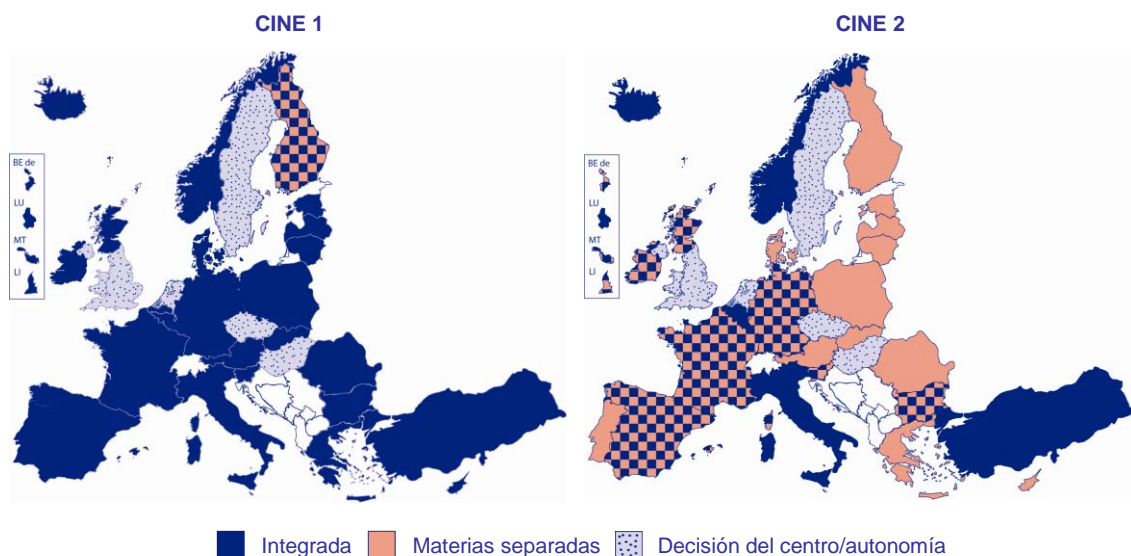 CINE 1
CINE 2
BE de
LU
MT
LI
BE de
LU
MT
LI
Integrada
Materias separadas
Decisión del centro/autonomía